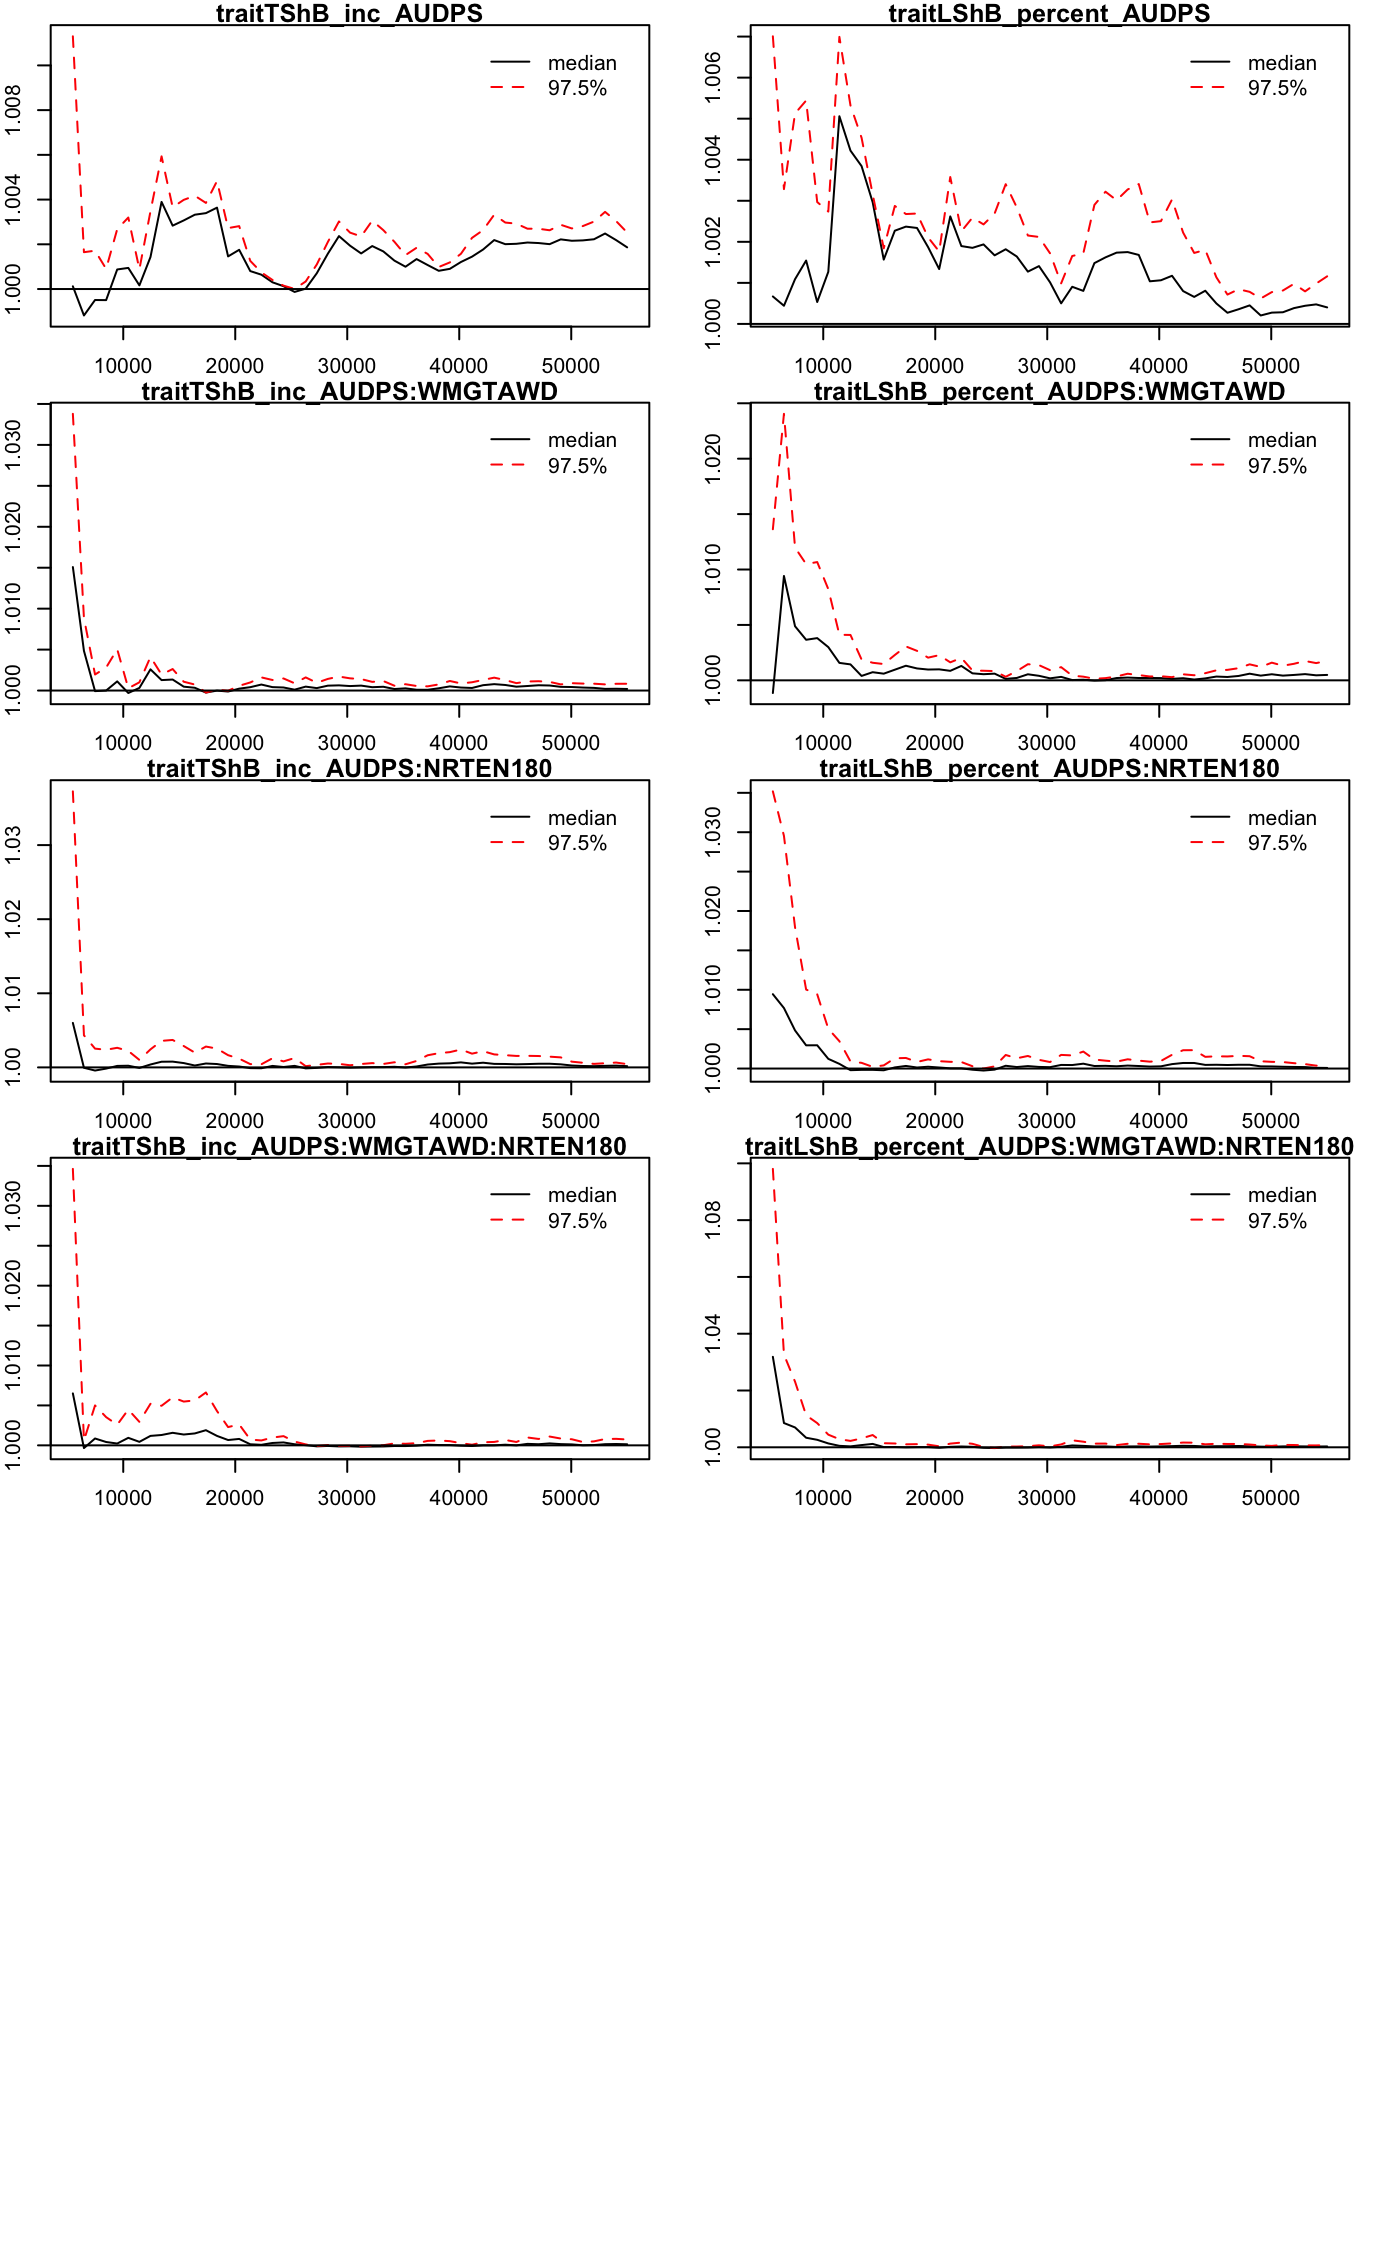 traitTShB_inc_AUDPS
median
97.5%
1.000 1.004 1.008
10000 20000 30000 40000 50000
traitLShB_percent_AUDPS
median
97.5%
1.000 1.002 1.004 1.006
10000 20000 30000 40000 50000
traitTShB_inc_AUDPS:WMGTAWD
median
97.5%
1.000 1.010 1.020 1.030
10000 20000 30000 40000 50000
traitLShB_percent_AUDPS:WMGTAWD
median
97.5%
1.000 1.010 1.020
10000 20000 30000 40000 50000
traitTShB_inc_AUDPS:NRTEN180
median
97.5%
1.00 1.01 1.02 1.03
10000 20000 30000 40000 50000
traitLShB_percent_AUDPS:NRTEN180
median
97.5%
1.000 1.010 1.020 1.030
10000 20000 30000 40000 50000
traitTShB_inc_AUDPS:WMGTAWD:NRTEN180
median
97.5%
1.000 1.010 1.020 1.030
10000 20000 30000 40000 50000
traitLShB_percent_AUDPS:WMGTAWD:NRTEN180
median
97.5%
1.00 1.04 1.08
10000 20000 30000 40000 50000